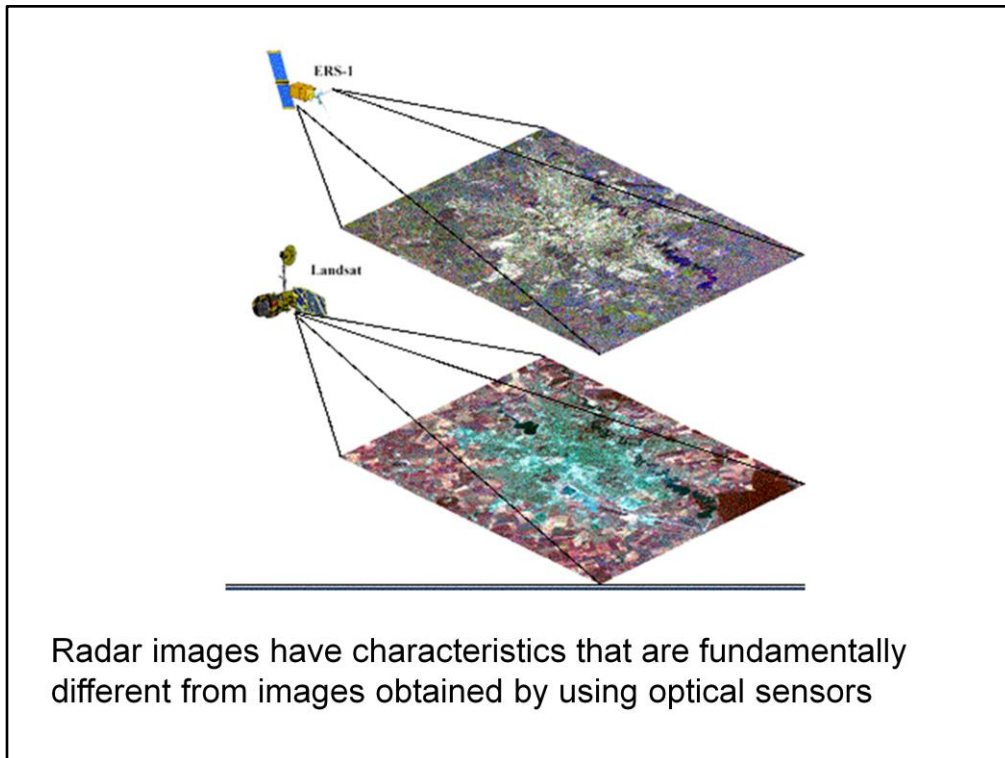 ERS-1
Landsat
Radar images have characteristics that are fundamentally
different from images obtained by using optical sensors